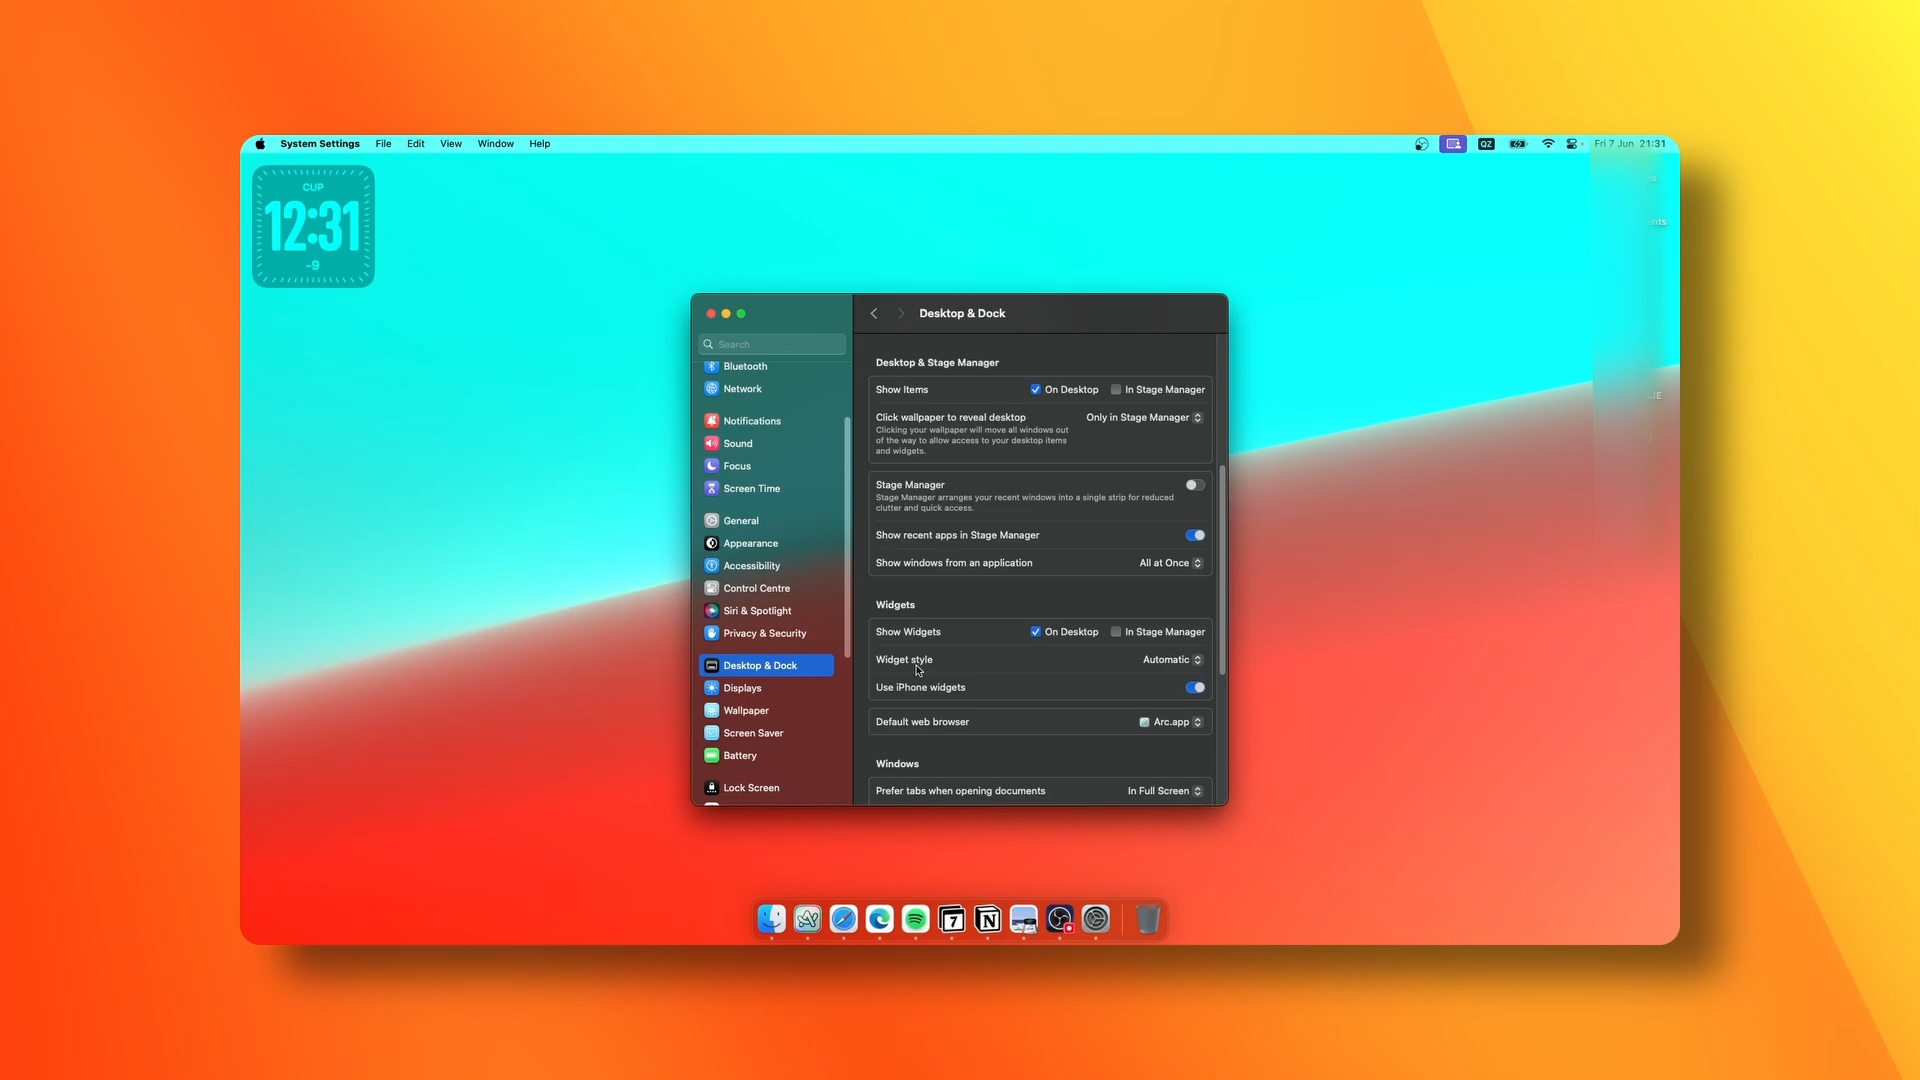 System Settings File Edit View Window Help
QZ Fri 7 Jun 21:31
CUP
12:31
-9
ts
nts
JE
Desktop & Dock
Search
Bluetooth
Network
Notifications
Sound
Focus
Screen Time
General
Appearance
Accessibility
Control Centre
Siri & Spotlight
Privacy & Security
Desktop & Dock
Displays
Wallpaper
Screen Saver
Battery
Lock Screen
Desktop & Stage Manager
Show Items On Desktop In Stage Manager
Click wallpaper to reveal desktop Only in Stage Manager
Clicking your wallpaper will move all windows out
of the way to allow access to your desktop items
and widgets.
Stage Manager
Stage Manager arranges your recent windows into a single strip for reduced
clutter and quick access.
Show recent apps in Stage Manager
Show windows from an application All at Once
Widgets
Show Widgets On Desktop In Stage Manager
Widget style Automatic
Use iPhone widgets
Default web browser Arc.app
Windows
Prefer tabs when opening documents In Full Screen
7
N